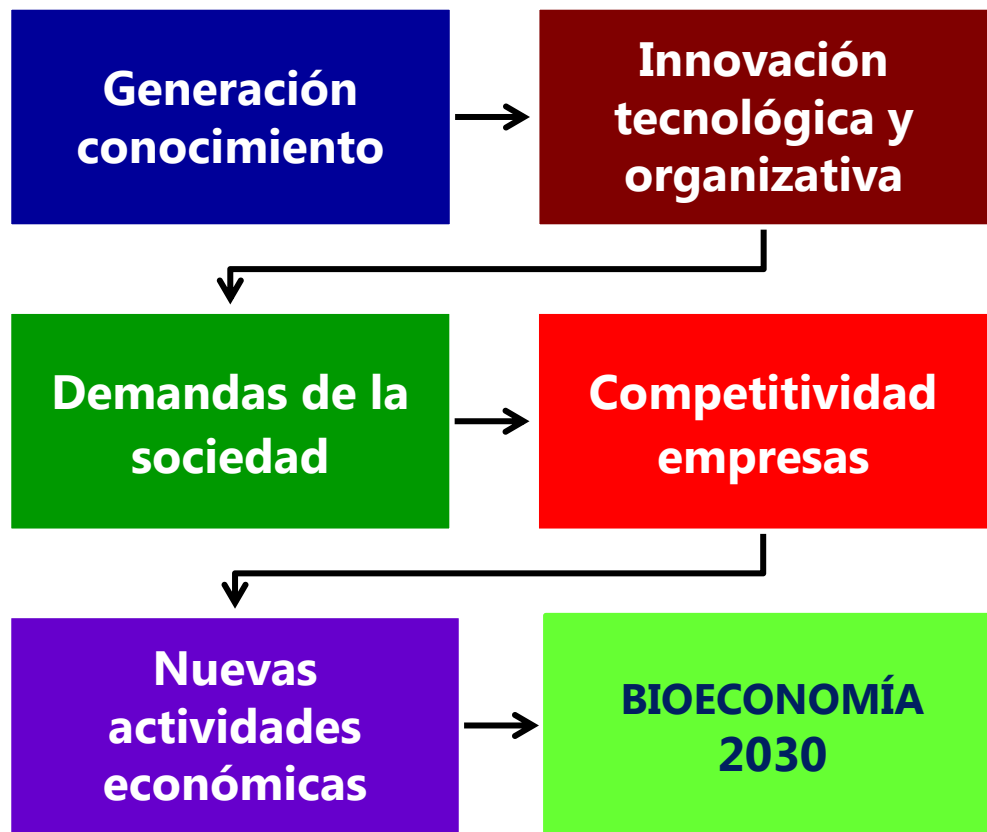 Generación
conocimiento
Innovación
tecnológica y
organizativa
Demandas de la
sociedad
Competitividad
empresas
Nuevas
actividades
económicas
BIOECONOMÍA
2030